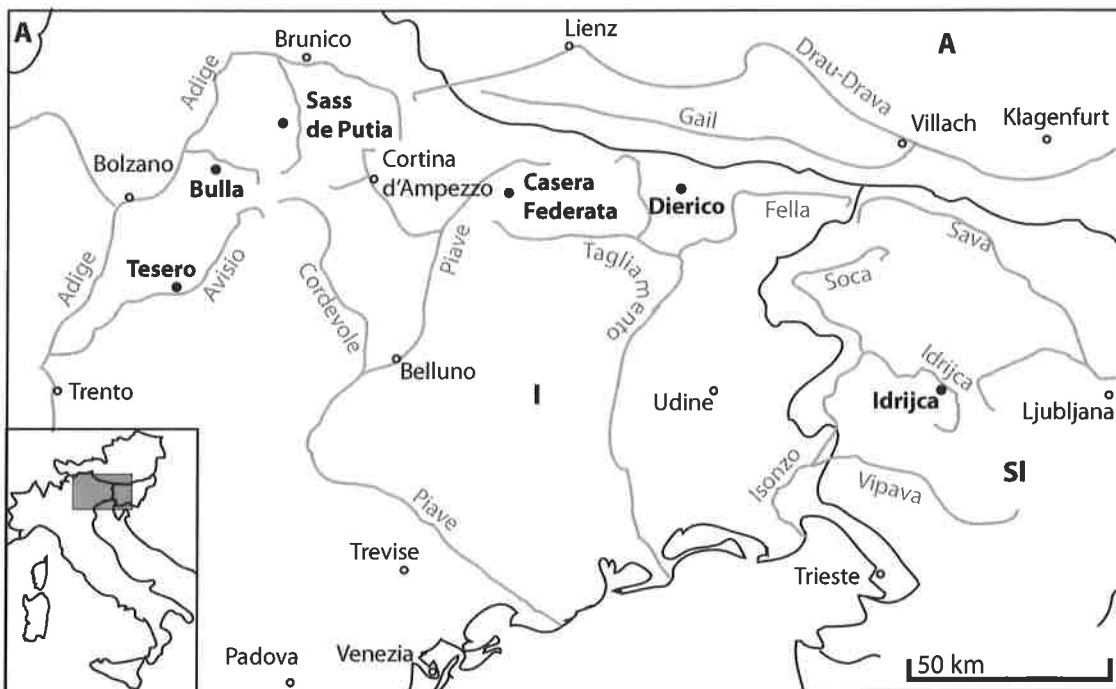 A
Brunico
Lienz
A
Adige
Drau-Drava
Sass
de Putia
Gail
Villach
Klagenfurt
Bolzano
Bulla
Cortina
d'Ampezzo
Casera
Federata
Dierico
Fella
Sava
Adige
Tesero
Avisio
Cordevole
Piave
Tagliamento
Soca
Idrijca
Trento
Belluno
I
Udine
Idrijca
Ljubljana
SI
Isonzo
Vipava
Piave
Trevise
Trieste
Padova
Venezia
50 km